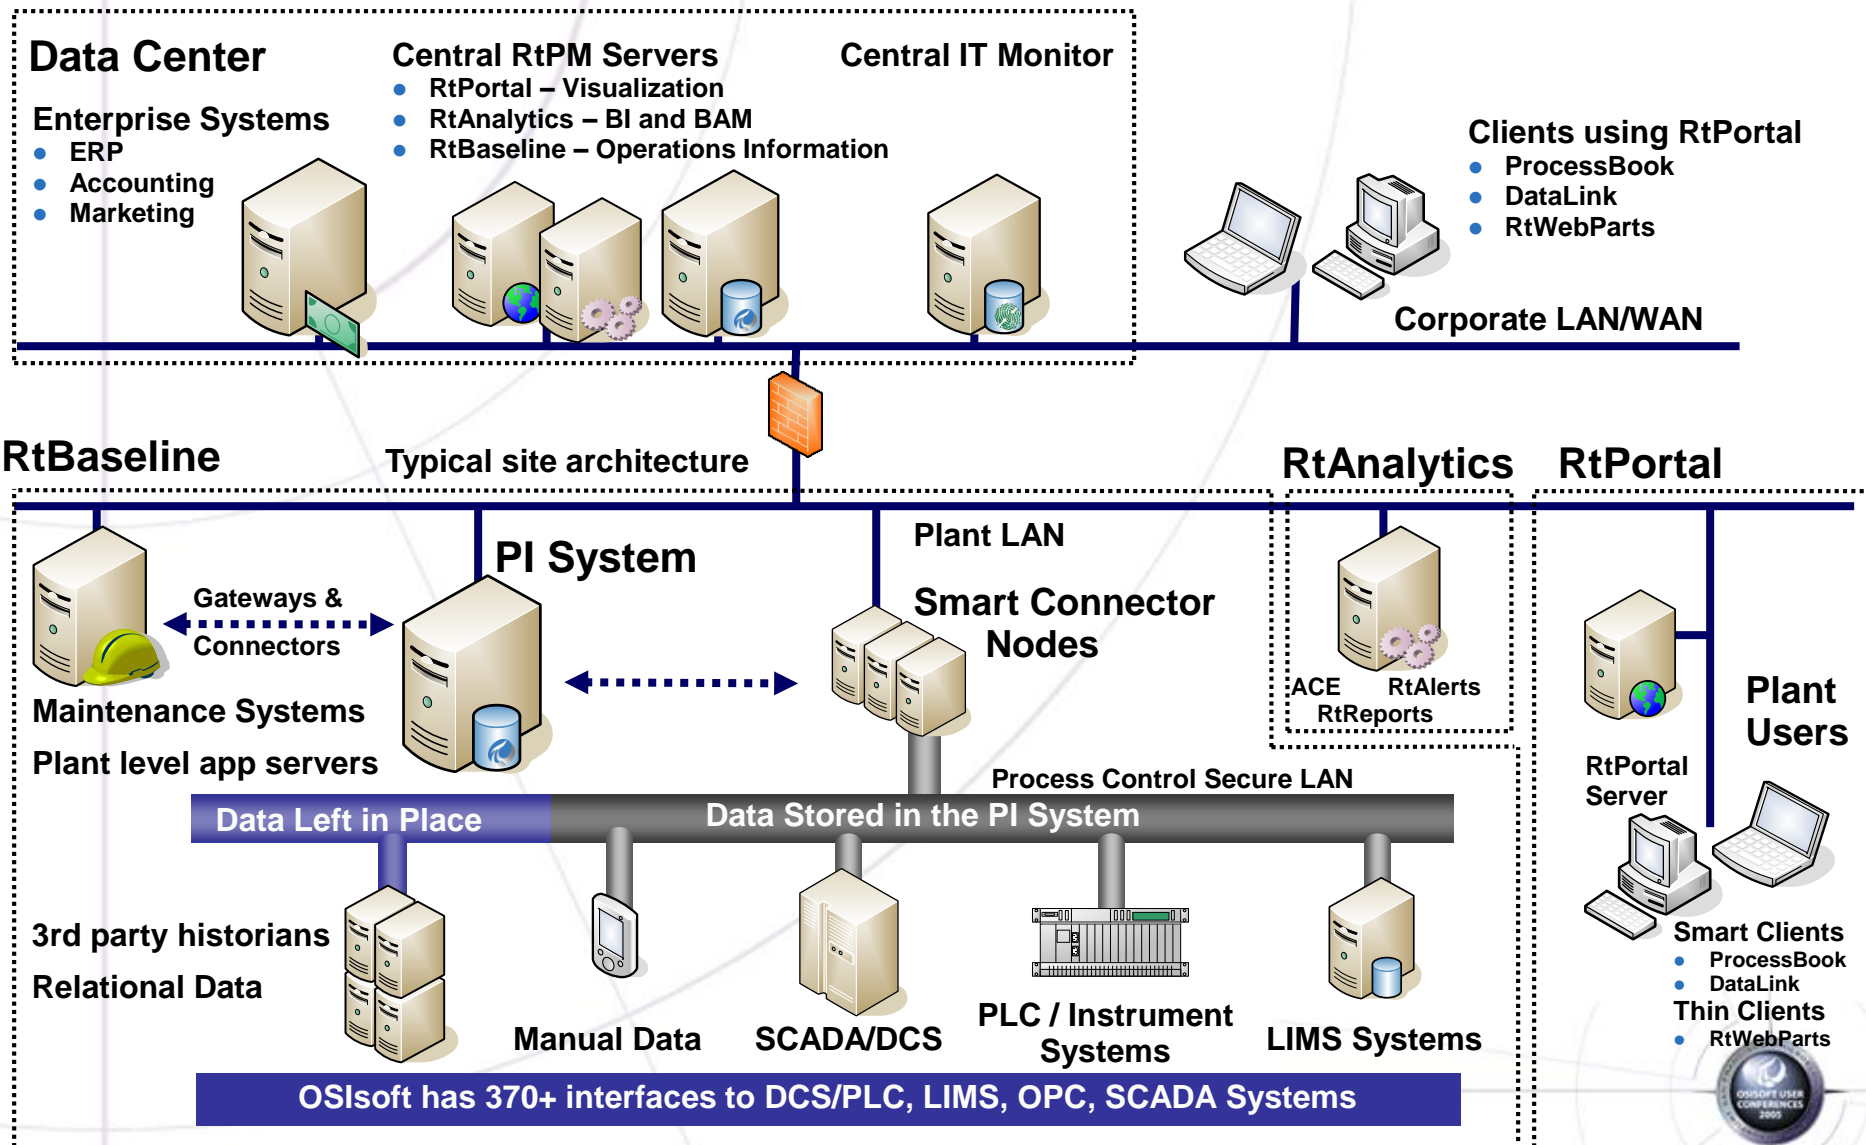 Data Center
Enterprise Systems
ERP
Accounting
Marketing
Central RtPM Servers
RtPortal – Visualization
RtAnalytics – BI and BAM
RtBaseline – Operations Information
Central IT Monitor
Clients using RtPortal
ProcessBook
DataLink
RtWebParts
Corporate LAN/WAN
RtBaseline
Typical site architecture
RtAnalytics
RtPortal
Plant LAN
PI System
Gateways &
Connectors
Smart Connector
Nodes
Maintenance Systems
Plant level app servers
ACE RtAlerts
RtReports
Plant
Users
RtPortal
Server
Process Control Secure LAN
Data Left in Place
Data Stored in the PI System
3rd party historians
Relational Data
Manual Data
SCADA/DCS
PLC / Instrument
Systems
LIMS Systems
Smart Clients
ProcessBook
DataLink
Thin Clients
RtWebParts
OSIsoft has 370+ interfaces to DCS/PLC, LIMS, OPC, SCADA Systems
OSISOFT USER
CONFERENCES
2005